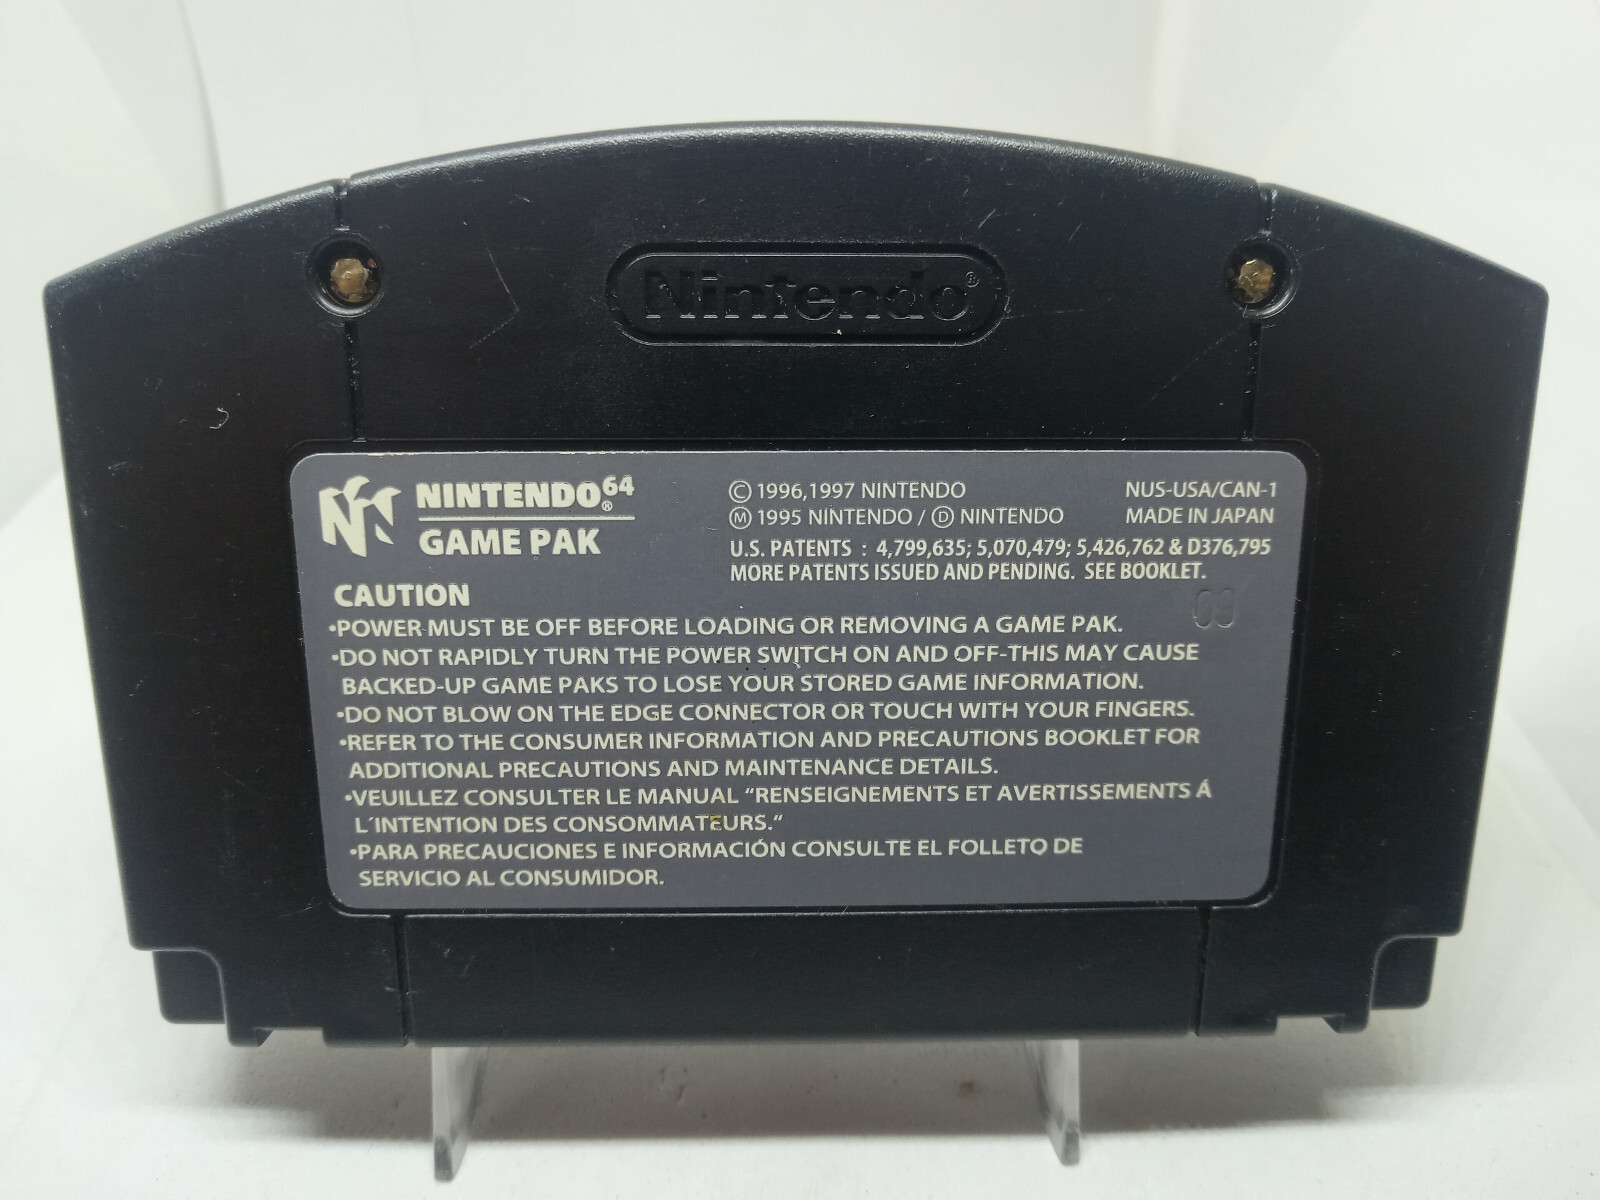 Nintendo®
NINTENDO⁶⁴®
GAME PAK
© 1996,1997 NINTENDO
NUS-USA/CAN-1
Ⓜ 1995 NINTENDO / Ⓓ NINTENDO
MADE IN JAPAN
U.S. PATENTS : 4,799,635; 5,070,479; 5,426,762 & D376,795
MORE PATENTS ISSUED AND PENDING. SEE BOOKLET.
CAUTION
•POWER MUST BE OFF BEFORE LOADING OR REMOVING A GAME PAK.
•DO NOT RAPIDLY TURN THE POWER SWITCH ON AND OFF-THIS MAY CAUSE
BACKED-UP GAME PAKS TO LOSE YOUR STORED GAME INFORMATION.
•DO NOT BLOW ON THE EDGE CONNECTOR OR TOUCH WITH YOUR FINGERS.
•REFER TO THE CONSUMER INFORMATION AND PRECAUTIONS BOOKLET FOR
ADDITIONAL PRECAUTIONS AND MAINTENANCE DETAILS.
•VEUILLEZ CONSULTER LE MANUAL “RENSEIGNEMENTS ET AVERTISSEMENTS Á
L´INTENTION DES CONSOMMATEURS.“
•PARA PRECAUCIONES E INFORMACIÓN CONSULTE EL FOLLETO DE
SERVICIO AL CONSUMIDOR.